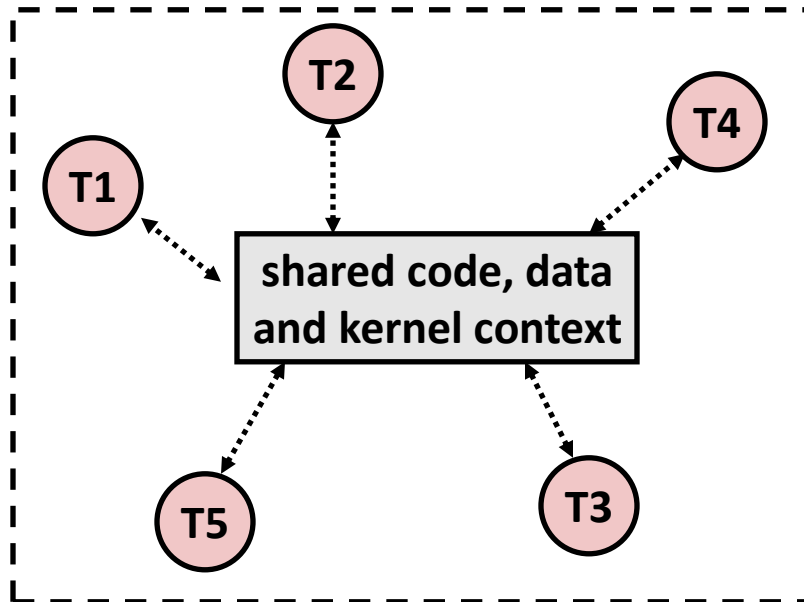 T2
T4
T1
shared code, data
and kernel context
T5
T3